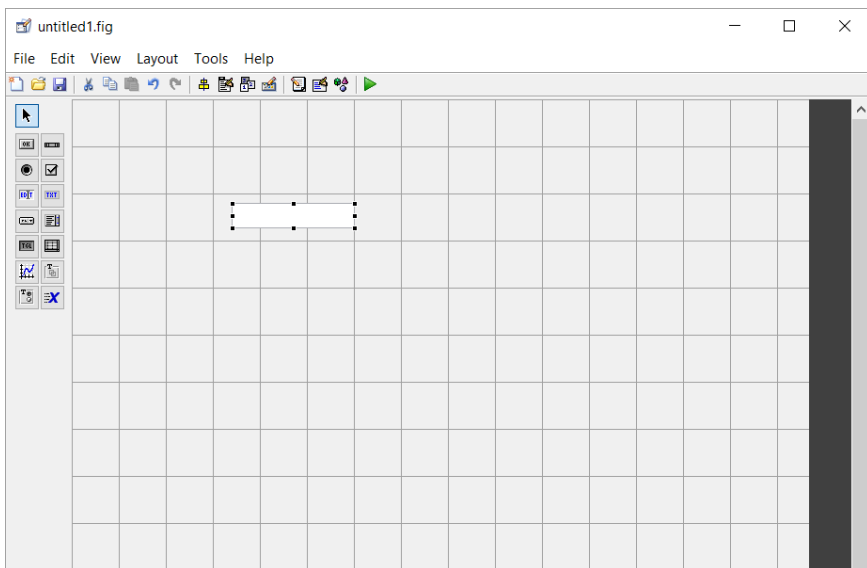 untitled1.fig
File Edit View Layout Tools Help
OK
EDIT TXT
TGL